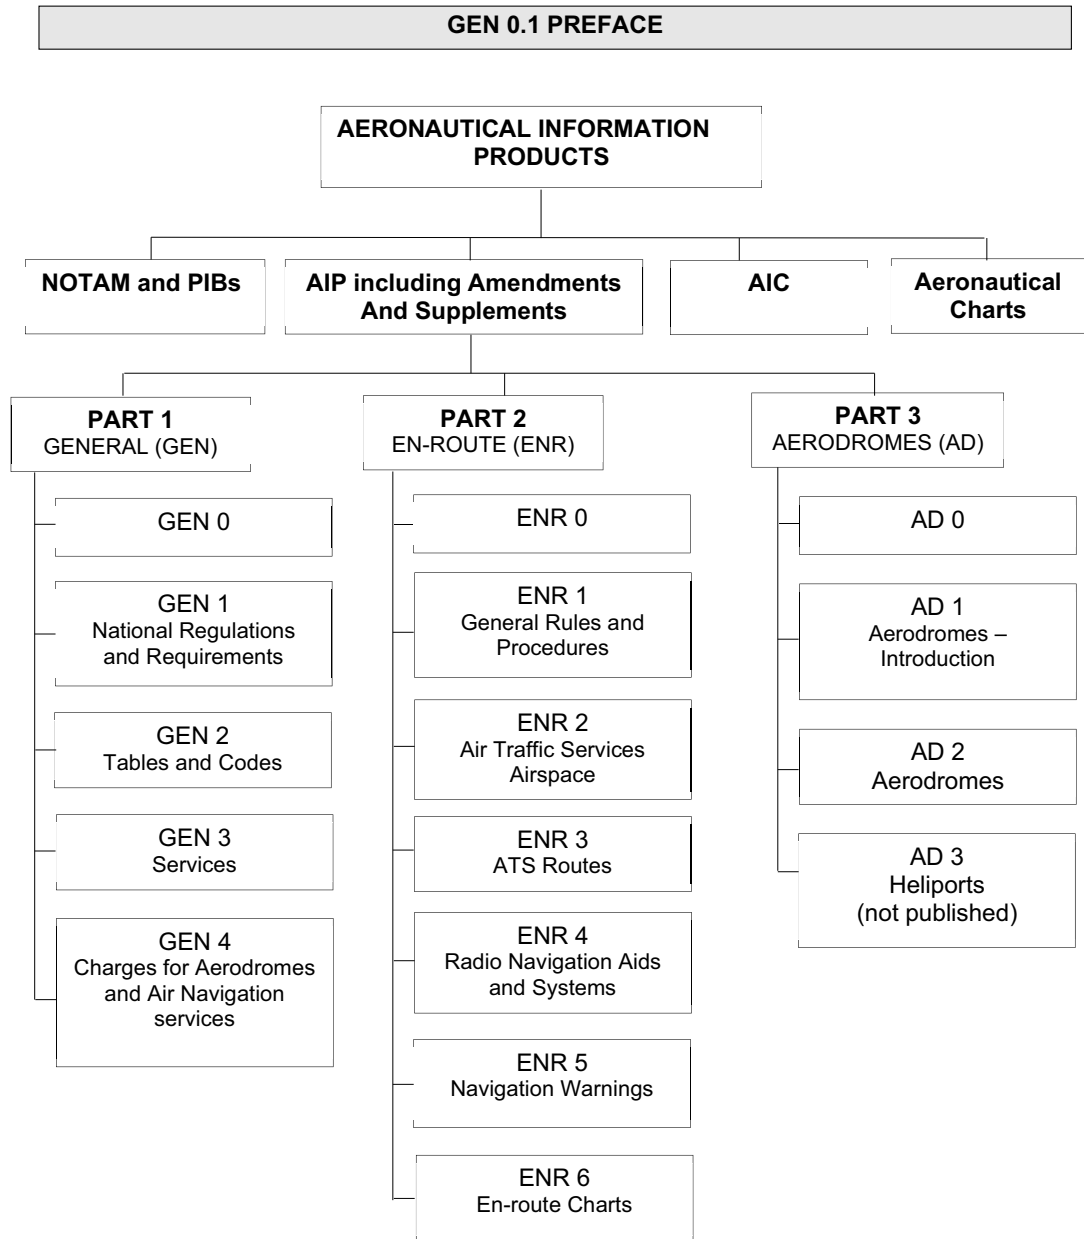 GEN 0.1 PREFACE
AERONAUTICAL INFORMATION
PRODUCTS
NOTAM and PIBs
AIP including Amendments
And Supplements
AIC
Aeronautical
Charts
PART 1
GENERAL (GEN)
GEN 0
GEN 1
National Regulations
and Requirements
GEN 2
Tables and Codes
GEN 3
Services
GEN 4
Charges for Aerodromes
and Air Navigation
services
PART 2
EN-ROUTE (ENR)
ENR 0
ENR 1
General Rules and
Procedures
ENR 2
Air Traffic Services
Airspace
ENR 3
ATS Routes
ENR 4
Radio Navigation Aids
and Systems
ENR 5
Navigation Warnings
ENR 6
En-route Charts
PART 3
AERODROMES (AD)
AD 0
AD 1
Aerodromes –
Introduction
AD 2
Aerodromes
AD 3
Heliports
(not published)